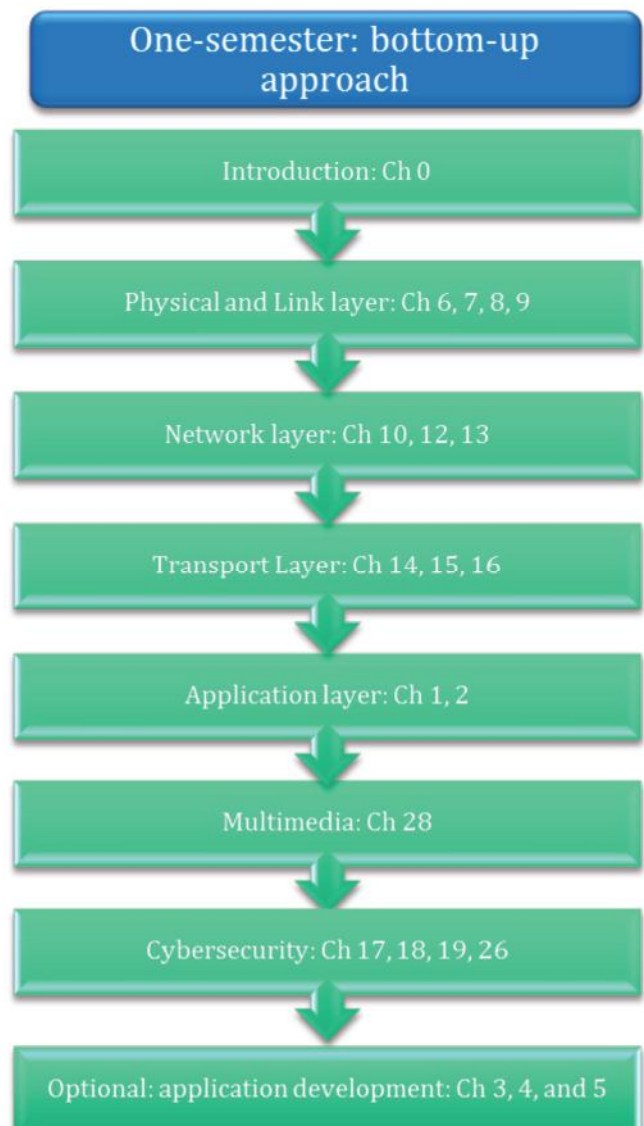 One-semester: bottom-up
approach
Introduction: Ch 0
Physical and Link layer: Ch 6, 7, 8, 9
Network layer: Ch 10, 12, 13
Transport Layer: Ch 14, 15, 16
Application layer: Ch 1, 2
Multimedia: Ch 28
Cybersecurity: Ch 17, 18, 19, 26
Optional: application development: Ch 3, 4, and 5